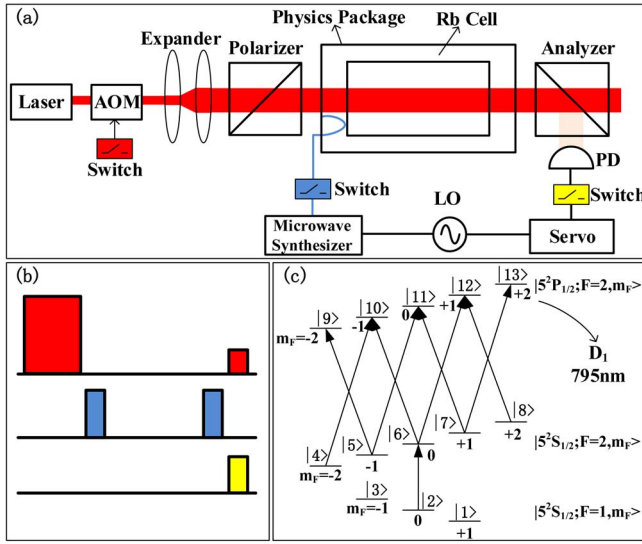 (a)
Physics Package
Rb Cell
Expander
Polarizer
Analyzer
Laser
AOM
PD
Switch
Switch
Switch
LO
Microwave
Synthesizer
Servo
(b)
(c)
|9>
|10>
|11>
|12>
|13>
|5²P₁/₂;F=2,mF>
mF=-2
-1
0
+1
+2
D₁
795nm
|4>
|5>
|6>
|7>
|8>
mF=-2
-1
0
+1
+2
|5²S₁/₂;F=2,mF>
|3>
|2>
|1>
mF=-1
0
+1
|5²S₁/₂;F=1,mF>